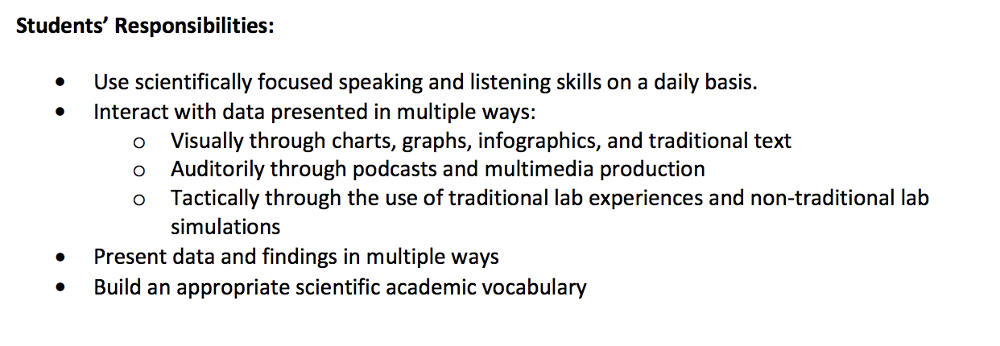 Students’ Responsibilities:
• Use scientifically focused speaking and listening skills on a daily basis.
• Interact with data presented in multiple ways:
o Visually through charts, graphs, infographics, and traditional text
o Auditorily through podcasts and multimedia production
o Tactically through the use of traditional lab experiences and non-traditional lab
simulations
• Present data and findings in multiple ways
• Build an appropriate scientific academic vocabulary